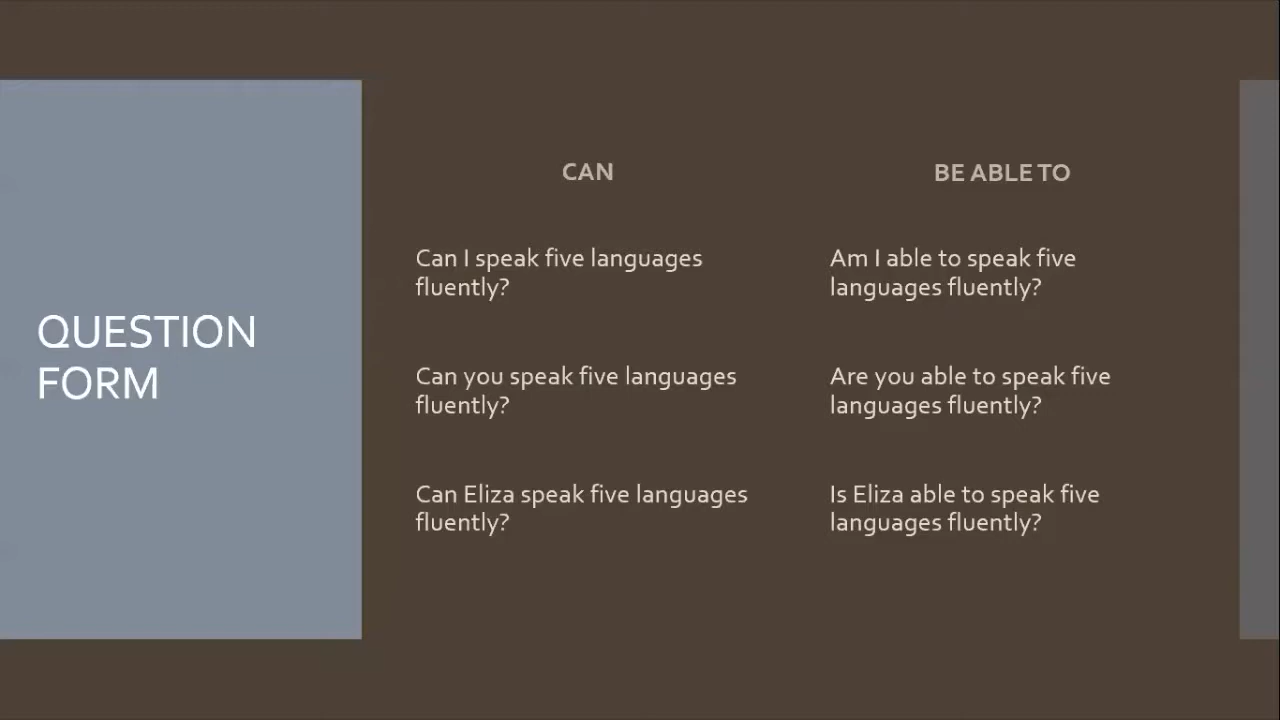 QUESTION
FORM
CAN
Can I speak five languages
fluently?
Can you speak five languages
fluently?
Can Eliza speak five languages
fluently?
BE ABLE TO
Am I able to speak five
languages fluently?
Are you able to speak five
languages fluently?
Is Eliza able to speak five
languages fluently?